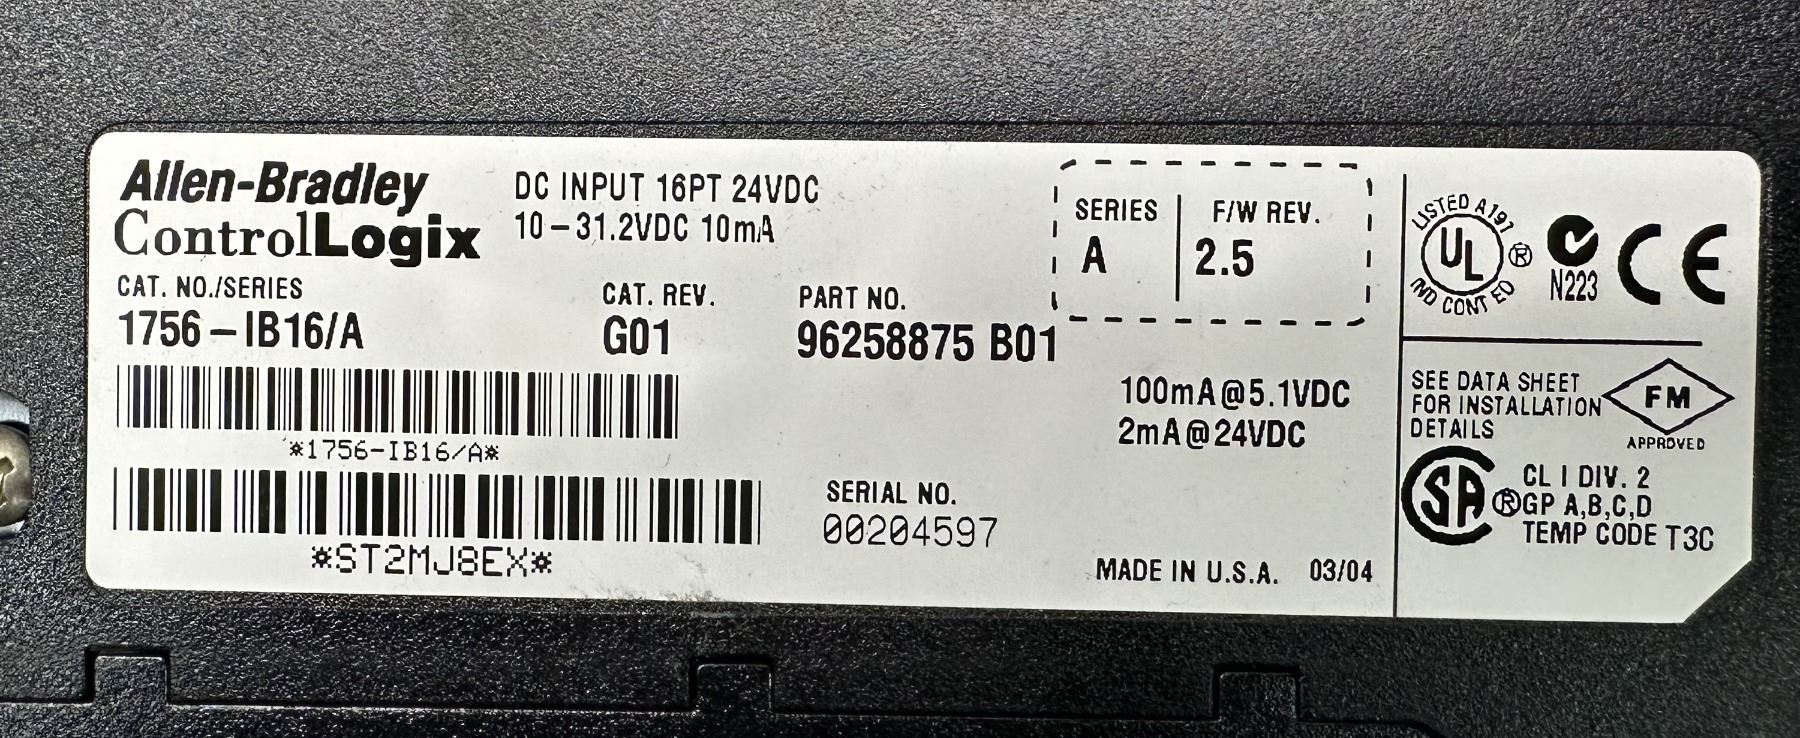 Allen-Bradley
ControlLogix
DC INPUT 16PT 24VDC
10-31.2VDC 10mA
SERIES
A
F/W REV.
2.5
CAT. NO./SERIES
1756-IB16/A
CAT. REV.
G01
PART NO.
96258875 B01
*1756-IB16/A*
100mA@5.1VDC
2mA@24VDC
*ST2MJ8EX*
SERIAL NO.
00204597
MADE IN U.S.A. 03/04
LISTED A197
UL ®
IND CONT EQ
N223
CE
SEE DATA SHEET
FOR INSTALLATION
DETAILS
FM
APPROVED
SA ®
CL I DIV. 2
GP A,B,C,D
TEMP CODE T3C